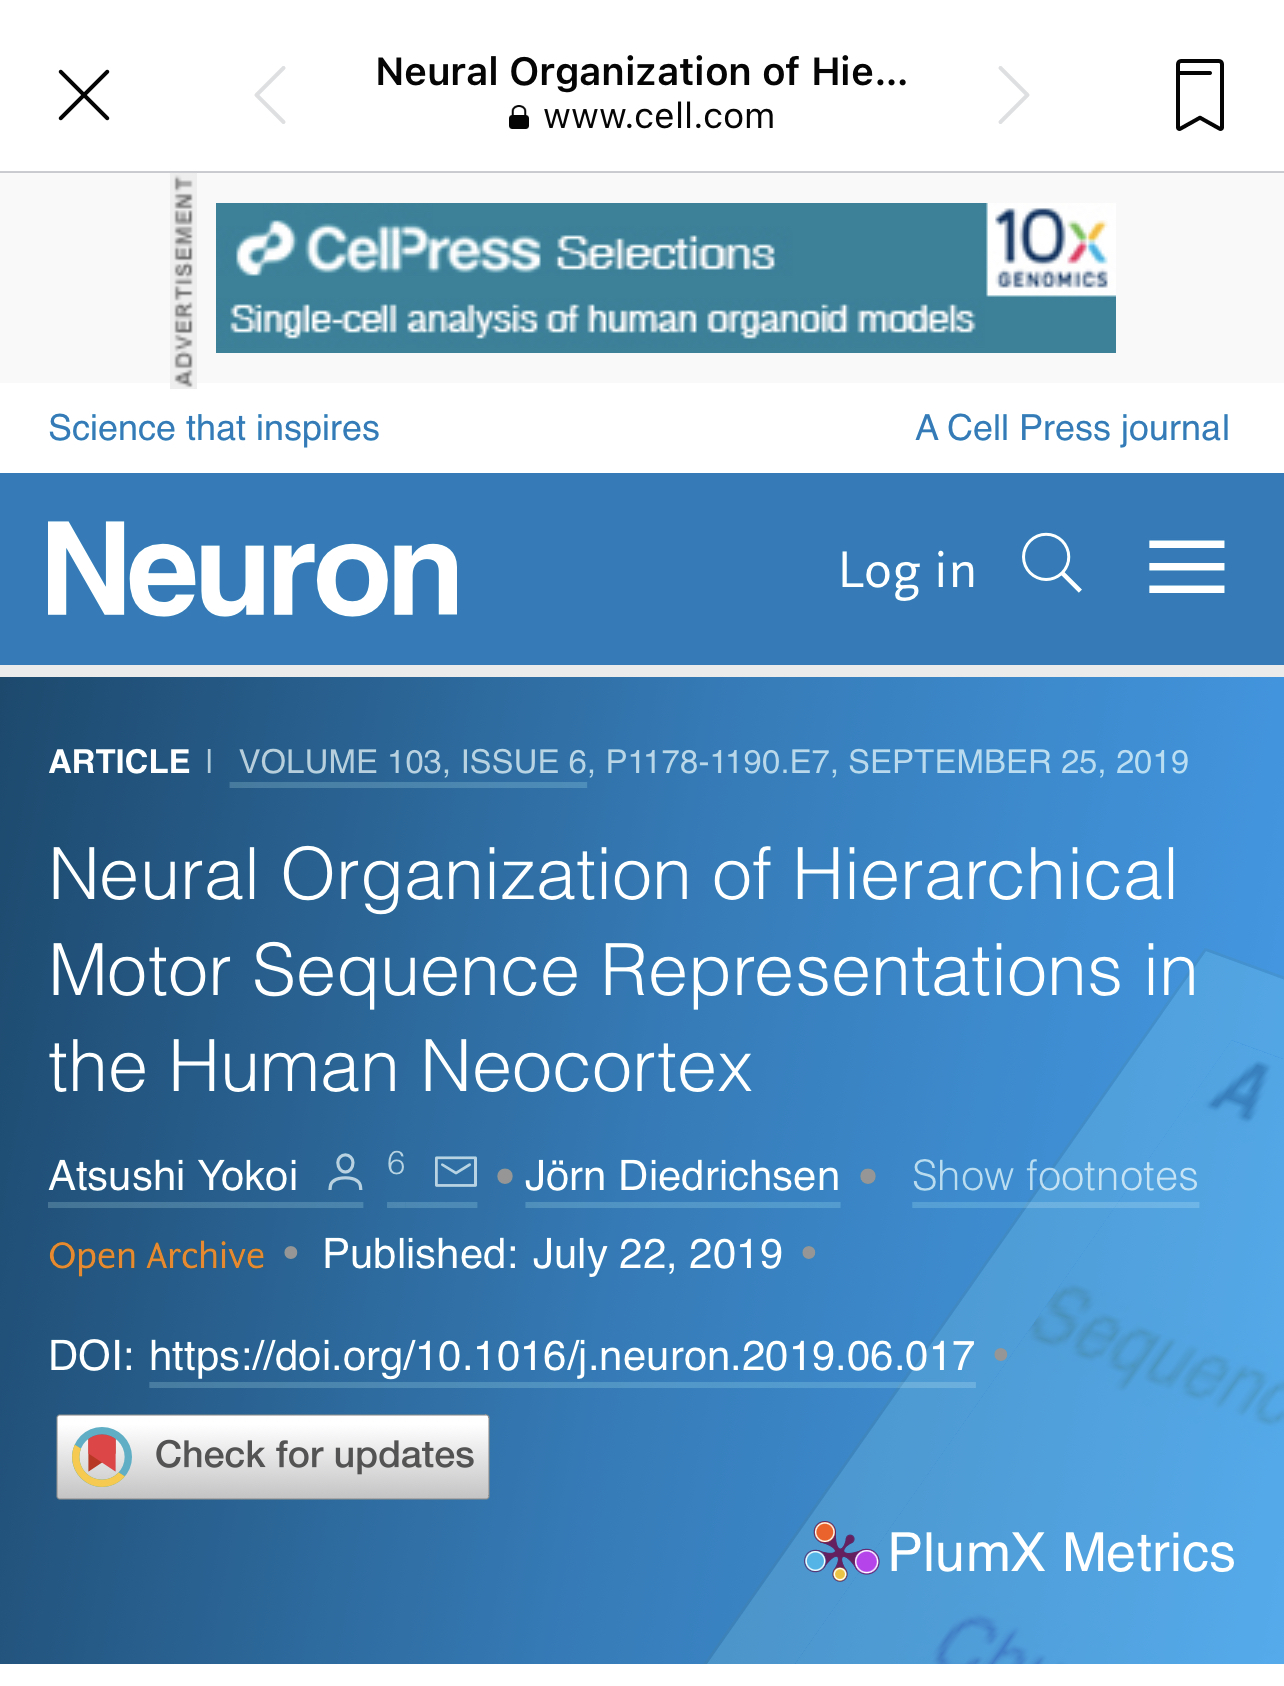 Neural Organization of Hie...
www.cell.com
ADVERTISEMENT
CellPress Selections
10x
GENOMICS
Single-cell analysis of human organoid models
Science that inspires
A Cell Press journal
Neuron
Log in
ARTICLE | VOLUME 103, ISSUE 6, P1178-1190.E7, SEPTEMBER 25, 2019
Neural Organization of Hierarchical
Motor Sequence Representations in
the Human Neocortex
Atsushi Yokoi 6 • Jörn Diedrichsen • Show footnotes
Open Archive • Published: July 22, 2019 •
DOI: https://doi.org/10.1016/j.neuron.2019.06.017 •
A
Sequenc
Check for updates
PlumX Metrics